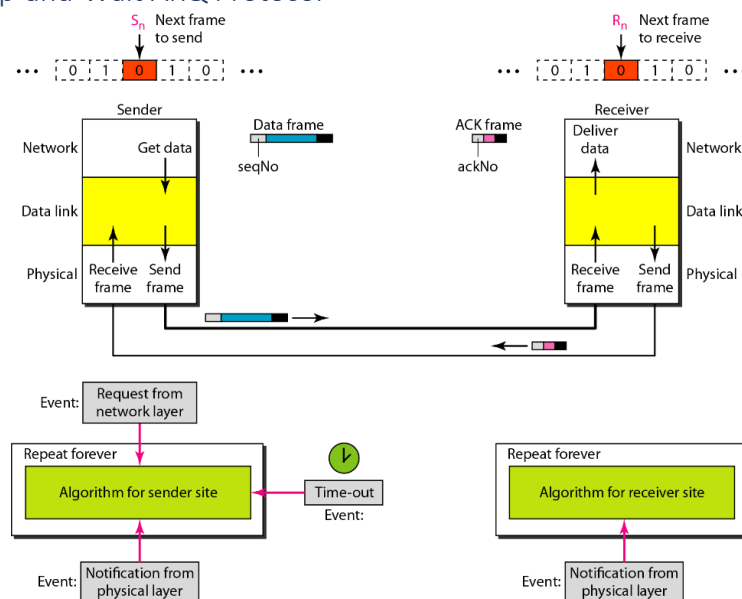 p and Wait ARQ Protocol
Sn Next frame
to send
Rn Next frame
to receive
••• 0 1 0 1 0 •••
••• 0 1 0 1 0 •••
Sender
Receiver
Network
Get data
Data frame
seqNo
ACK frame
ackNo
Deliver
data
Network
Data link
Data link
Physical
Receive
frame
Send
frame
Receive
frame
Send
frame
Physical
Event:
Request from
network layer
Repeat forever
Algorithm for sender site
Time-out
Event:
Event:
Notification from
physical layer
Repeat forever
Algorithm for receiver site
Event:
Notification from
physical layer